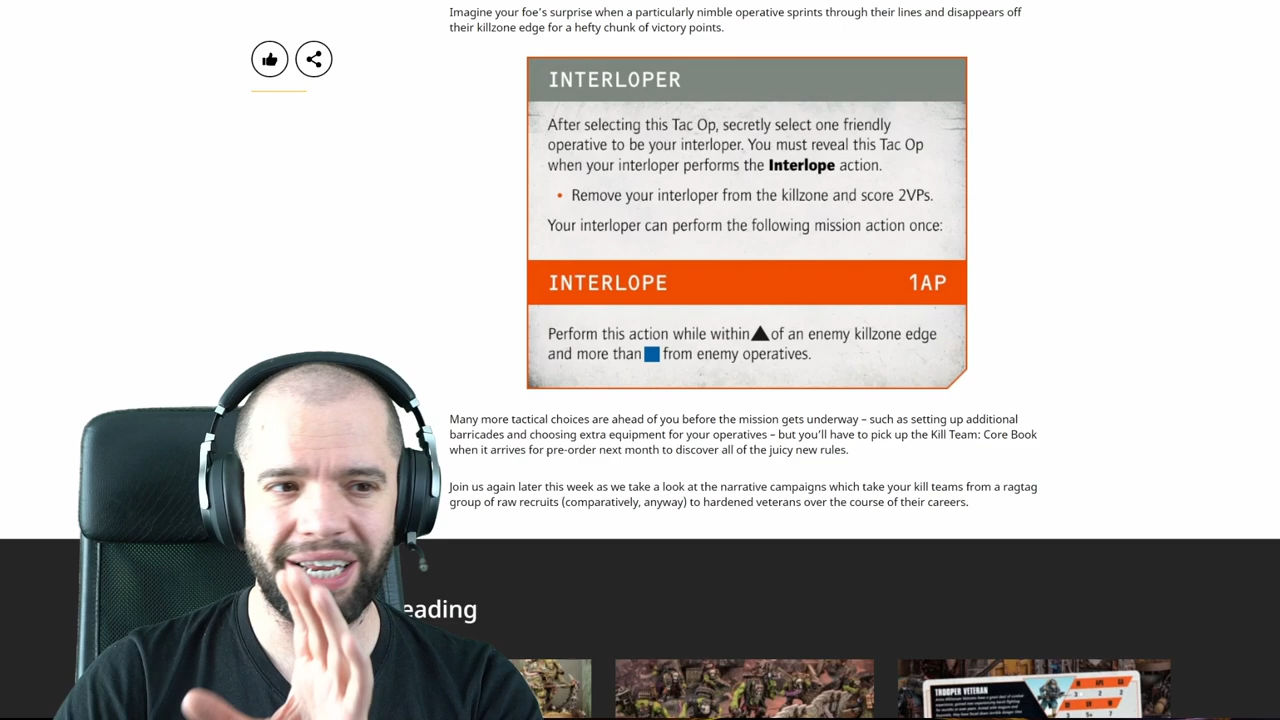 Imagine your foe's surprise when a particularly nimble operative sprints through their lines and disappears off
their killzone edge for a hefty chunk of victory points.
INTERLOPER
After selecting this Tac Op, secretly select one friendly
operative to be your interloper. You must reveal this Tac Op
when your interloper performs the Interlope action.
• Remove your interloper from the killzone and score 2VPs.
Your interloper can perform the following mission action once:
INTERLOPE 1AP
Perform this action while within ▲ of an enemy killzone edge
and more than ■ from enemy operatives.
Many more tactical choices are ahead of you before the mission gets underway – such as setting up additional
barricades and choosing extra equipment for your operatives – but you'll have to pick up the Kill Team: Core Book
when it arrives for pre-order next month to discover all of the juicy new rules.
Join us again later this week as we take a look at the narrative campaigns which take your kill teams from a ragtag
group of raw recruits (comparatively, anyway) to hardened veterans over the course of their careers.
eading
TROOPER VETERAN